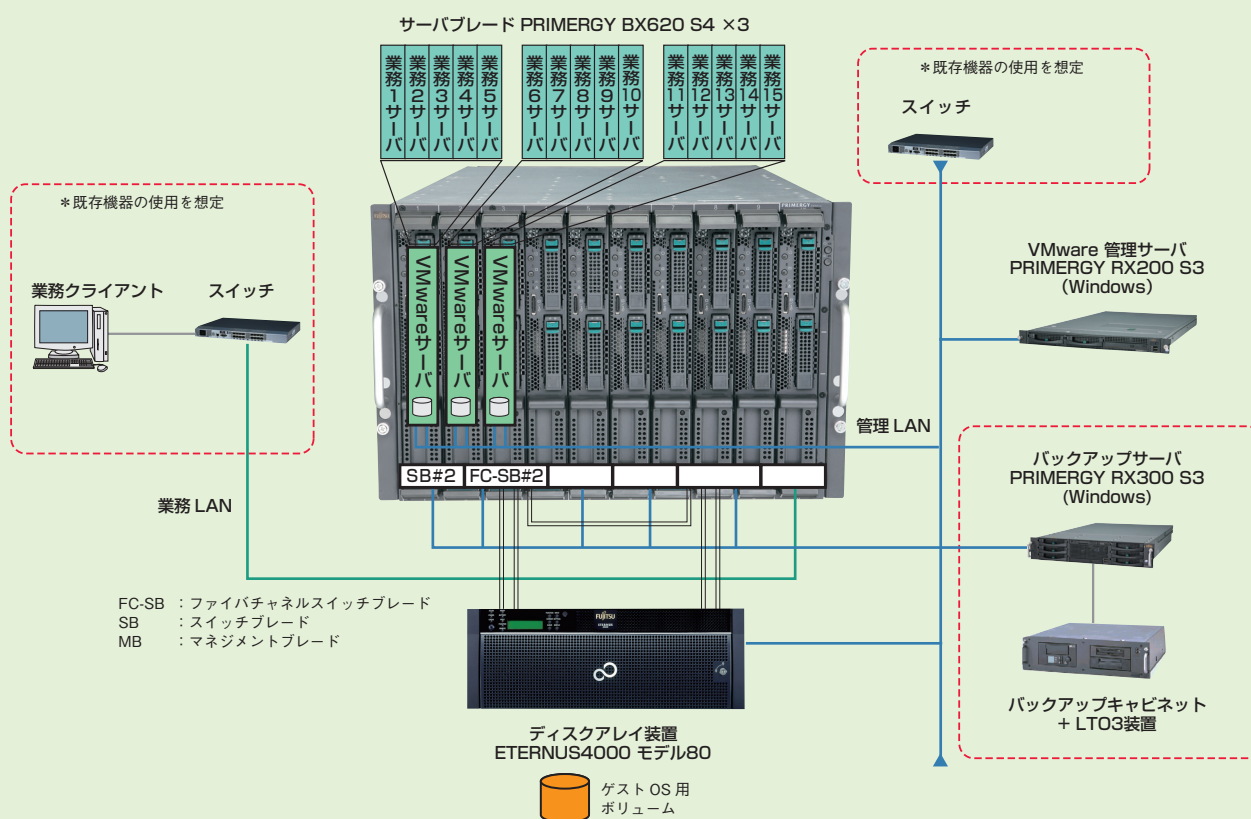 サーバブレード PRIMERGY BX620 S4 ×3
業務1サーバ
業務2サーバ
業務3サーバ
業務4サーバ
業務5サーバ
業務6サーバ
業務7サーバ
業務8サーバ
業務9サーバ
業務10サーバ
業務11サーバ
業務12サーバ
業務13サーバ
業務14サーバ
業務15サーバ
＊既存機器の使用を想定
スイッチ
＊既存機器の使用を想定
業務クライアント
スイッチ
FUJITSU
PRIMERGY
VMwareサーバ
VMwareサーバ
VMwareサーバ
VMware 管理サーバ
PRIMERGY RX200 S3
（Windows）
管理 LAN
SB#2
FC-SB#2
業務 LAN
バックアップサーバ
PRIMERGY RX300 S3
(Windows)
FC-SB ：ファイバチャネルスイッチブレード
SB ：スイッチブレード
MB ：マネジメントブレード
FUJITSU
バックアップキャビネット
+ LTO3装置
ディスクアレイ装置
ETERNUS4000 モデル80
ゲスト OS 用
ボリューム